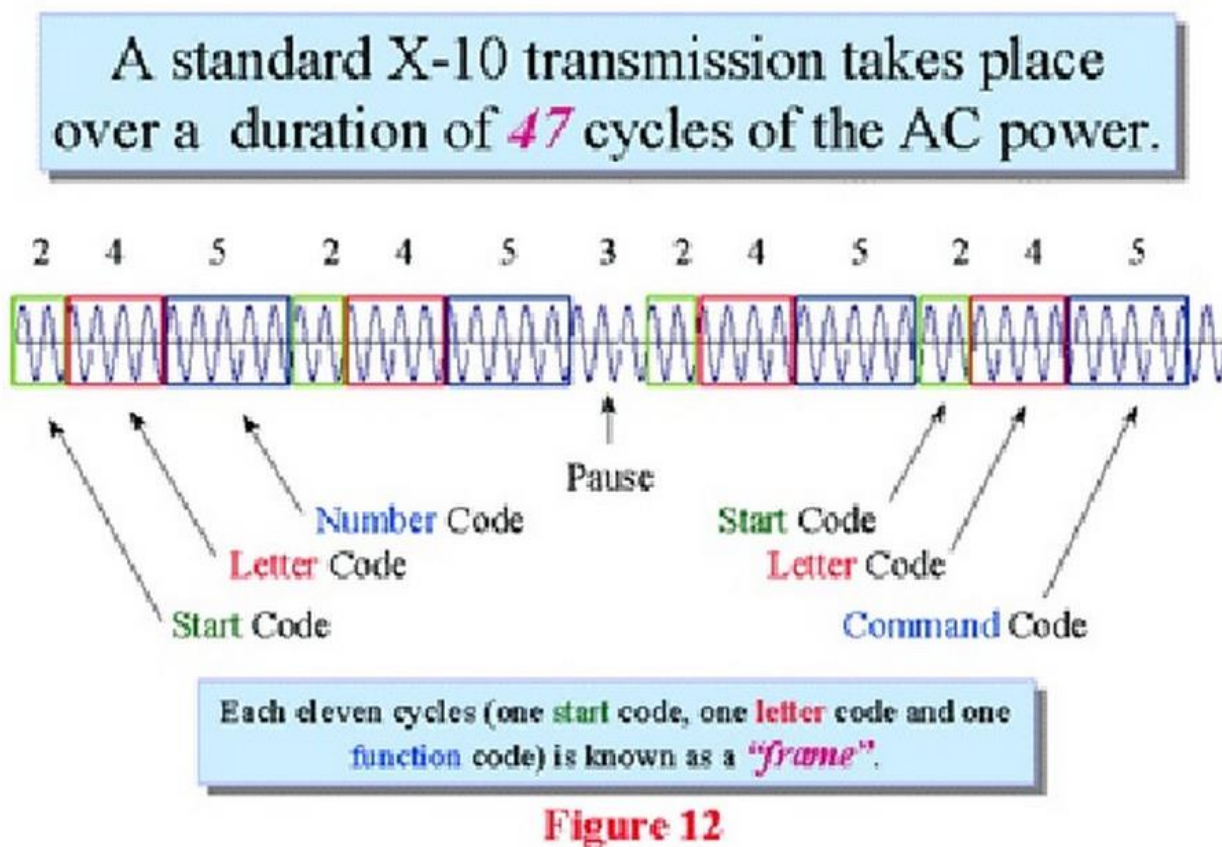 A standard X-10 transmission takes place
over a duration of 47 cycles of the AC power.
2 4 5 2 4 5 3 2 4 5 2 4 5
Pause
Number Code
Start Code
Letter Code
Letter Code
Start Code
Command Code
Each eleven cycles (one start code, one letter code and one
function code) is known as a “frame”.
Figure 12